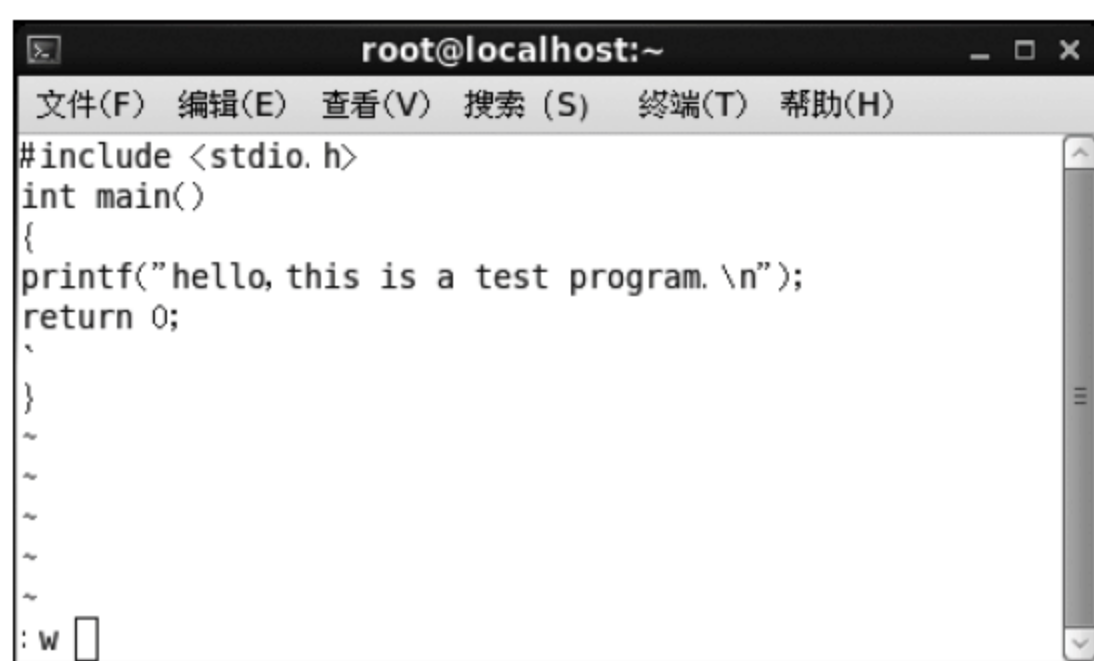 root@localhost:~
文件(F) 编辑(E) 查看(V) 搜索 (S) 终端(T) 帮助(H)
#include <stdio.h>
int main()
{
printf("hello, this is a test program.\n");
return 0;
`
}
~
~
~
~
~
:w